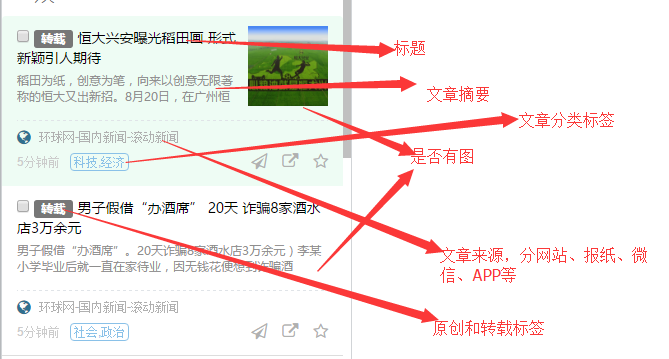 转载 恒大兴安曝光稻田画 形式
新颖引人期待
稻田为纸，创意为笔，向来以创意无限著
称的恒大又出新招。8月20日，在广州恒
环球网-国内新闻-滚动新闻
5分钟前 科技,经济
转载 男子假借“办酒席” 20天 诈骗8家酒水
店3万余元
男子假借“办酒席”。20天诈骗8家酒水店3万余元）李某
小学毕业后就一直在家待业，因无钱花便想到诈骗酒
环球网-国内新闻-滚动新闻
5分钟前 社会,政治
标题
文章摘要
文章分类标签
是否有图
文章来源，分网站、报纸、微
信、APP等
原创和转载标签